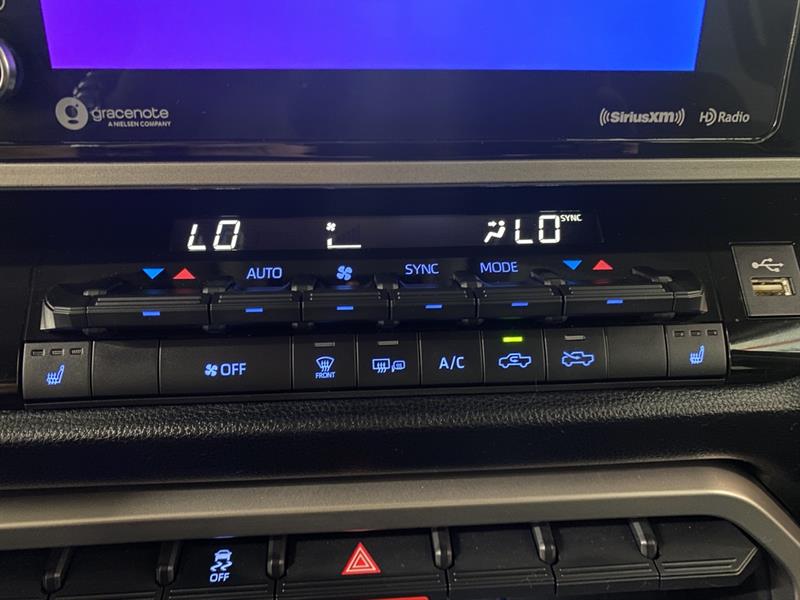 gracenote
A NIELSEN COMPANY
((SiriusXM))
HD Radio
LO
LO SYNC
AUTO
SYNC
MODE
OFF
FRONT
A/C
OFF